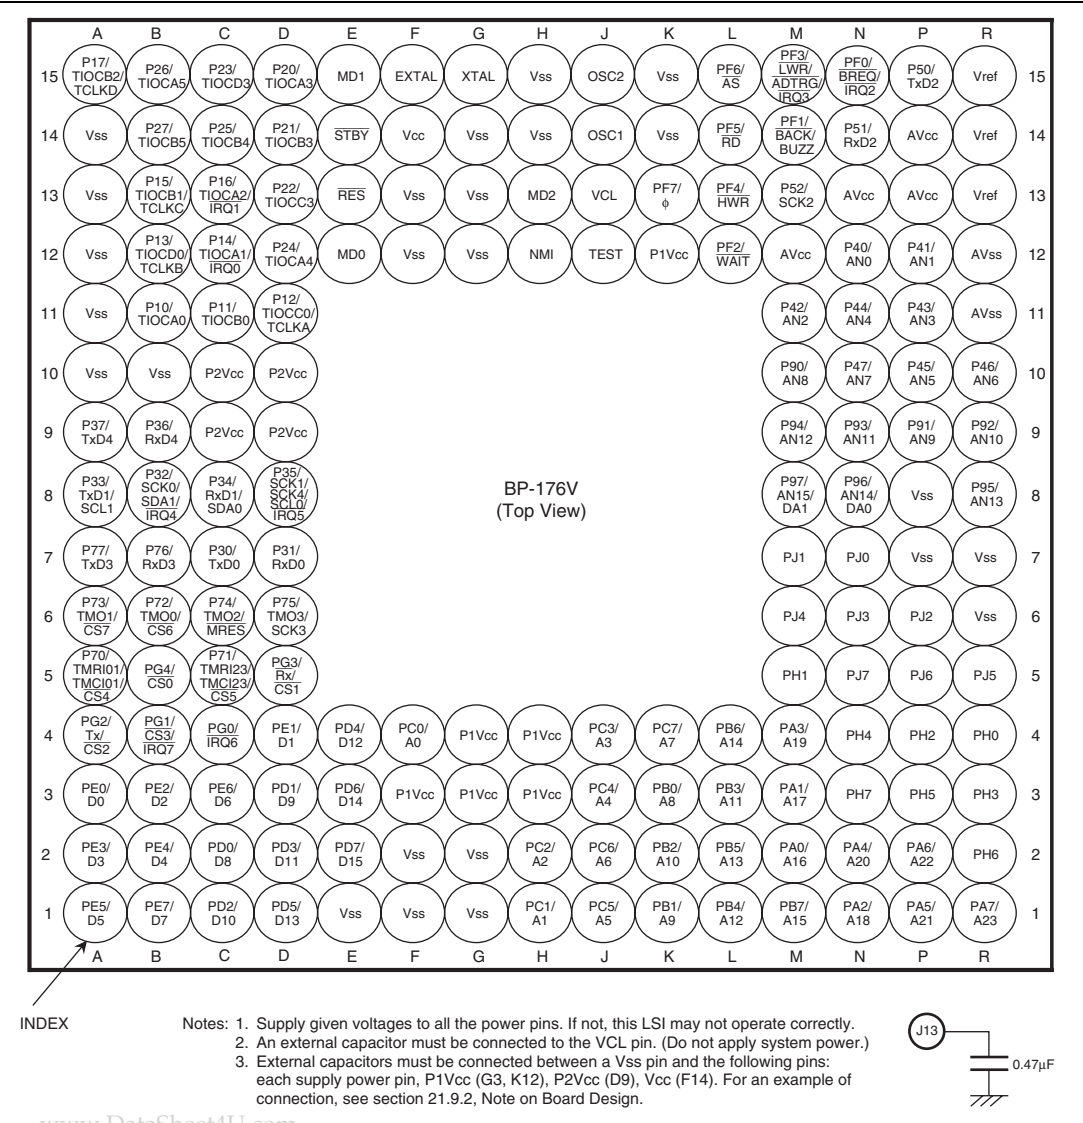 A B C D E F G H J K L M N P R
15 P17/TIOCB2/TCLKD P26/TIOCA5 P23/TIOCD3 P20/TIOCA3 MD1 EXTAL XTAL Vss OSC2 Vss PF6/AS PF3/LWR/ADTRG/IRQ3 PF0/BREQ/IRQ2 P50/TxD2 Vref 15
14 Vss P27/TIOCB5 P25/TIOCB4 P21/TIOCB3 STBY Vcc Vss Vss OSC1 Vss PF5/RD PF1/BACK/BUZZ P51/RxD2 AVcc Vref 14
13 Vss P15/TIOCB1/TCLKC P16/TIOCA2/IRQ1 P22/TIOCC3 RES Vss Vss MD2 VCL PF7/φ PF4/HWR P52/SCK2 AVcc AVcc Vref 13
12 Vss P13/TIOCD0/TCLKB P14/TIOCA1/IRQ0 P24/TIOCA4 MD0 Vss Vss NMI TEST P1Vcc PF2/WAIT AVcc P40/AN0 P41/AN1 AVss 12
11 Vss P10/TIOCA0 P11/TIOCB0 P12/TIOCC0/TCLKA P42/AN2 P44/AN4 P43/AN3 AVss 11
10 Vss Vss P2Vcc P2Vcc P90/AN8 P47/AN7 P45/AN5 P46/AN6 10
9 P37/TxD4 P36/RxD4 P2Vcc P2Vcc P94/AN12 P93/AN11 P91/AN9 P92/AN10 9
8 P33/TxD1/SCL1 P32/SCK0/SDA1/IRQ4 P34/RxD1/SDA0 P35/SCK1/SCK4/SCL0/IRQ5 BP-176V (Top View) P97/AN15/DA1 P96/AN14/DA0 Vss P95/AN13 8
7 P77/TxD3 P76/RxD3 P30/TxD0 P31/RxD0 PJ1 PJ0 Vss Vss 7
6 P73/TMO1/CS7 P72/TMO0/CS6 P74/TMO2/MRES P75/TMO3/SCK3 PJ4 PJ3 PJ2 Vss 6
5 P70/TMRI01/TMCI01/CS4 PG4/CS0 P71/TMRI23/TMCI23/CS5 PG3/Rx/CS1 PH1 PJ7 PJ6 PJ5 5
4 PG2/Tx/CS2 PG1/CS3/IRQ7 PG0/IRQ6 PE1/D1 PD4/D12 PC0/A0 P1Vcc P1Vcc PC3/A3 PC7/A7 PB6/A14 PA3/A19 PH4 PH2 PH0 4
3 PE0/D0 PE2/D2 PE6/D6 PD1/D9 PD6/D14 P1Vcc P1Vcc P1Vcc PC4/A4 PB0/A8 PB3/A11 PA1/A17 PH7 PH5 PH3 3
2 PE3/D3 PE4/D4 PD0/D8 PD3/D11 PD7/D15 Vss Vss PC2/A2 PC6/A6 PB2/A10 PB5/A13 PA0/A16 PA4/A20 PA6/A22 PH6 2
1 PE5/D5 PE7/D7 PD2/D10 PD5/D13 Vss Vss Vss PC1/A1 PC5/A5 PB1/A9 PB4/A12 PB7/A15 PA2/A18 PA5/A21 PA7/A23 1
A B C D E F G H J K L M N P R
INDEX
Notes: 1. Supply given voltages to all the power pins. If not, this LSI may not operate correctly.
2. An external capacitor must be connected to the VCL pin. (Do not apply system power.)
3. External capacitors must be connected between a Vss pin and the following pins:
each supply power pin, P1Vcc (G3, K12), P2Vcc (D9), Vcc (F14). For an example of
connection, see section 21.9.2, Note on Board Design.
J13
0.47μF
www.DataSheet4U.com